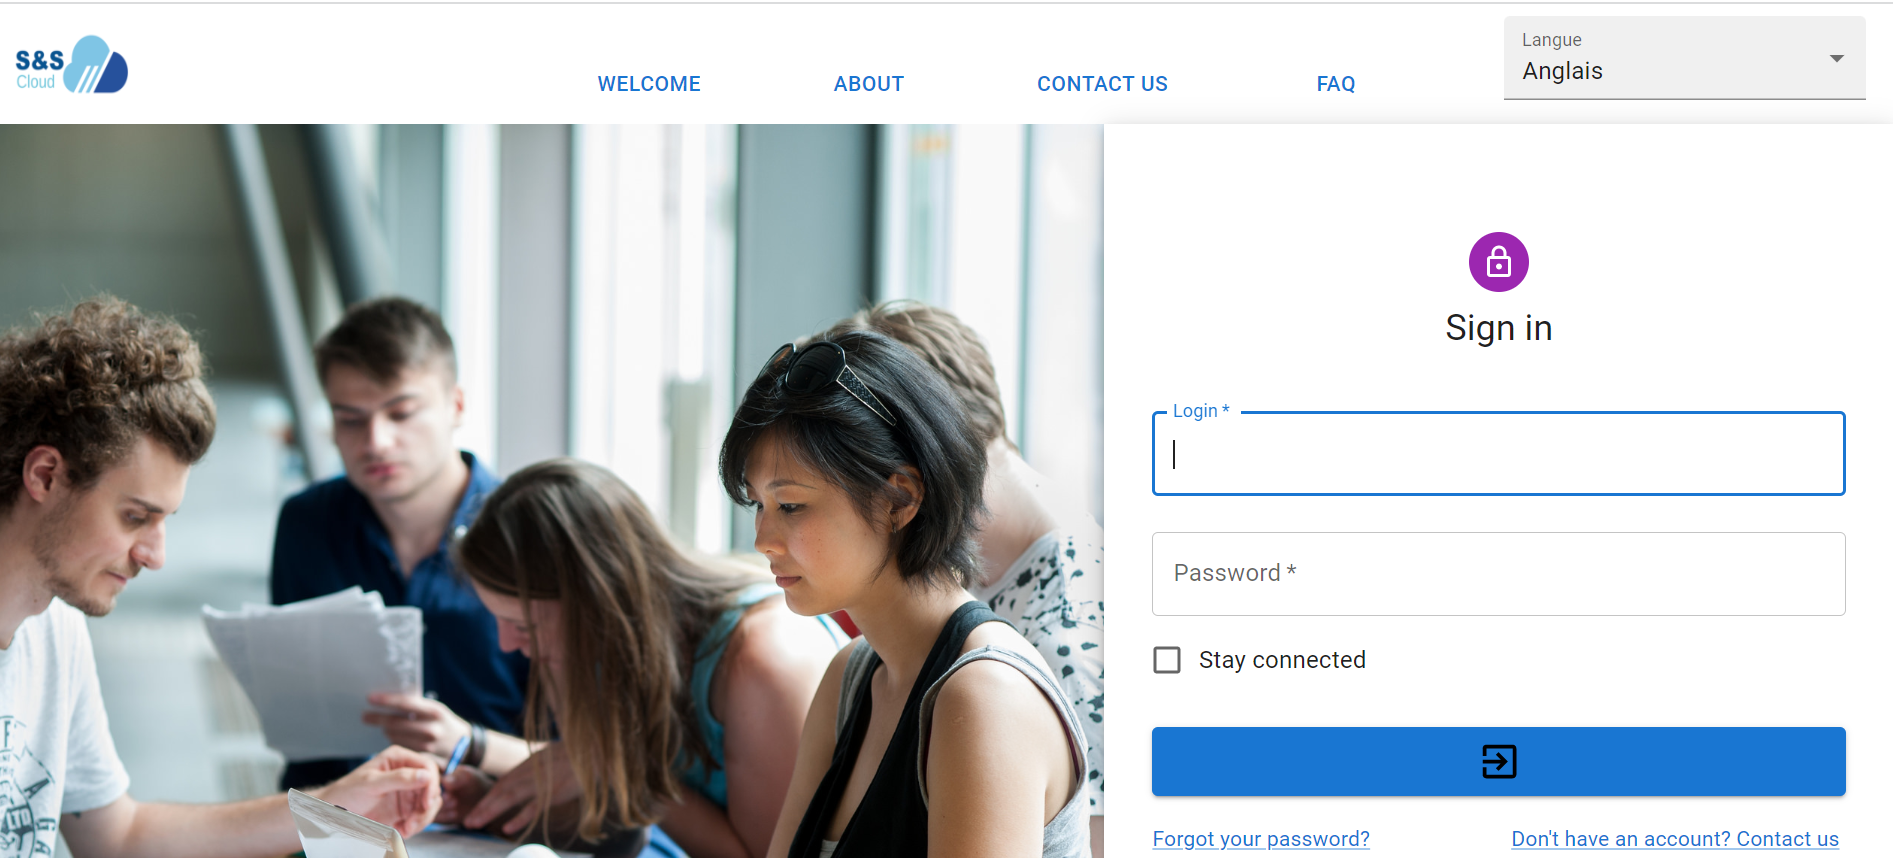 S&S
Cloud
WELCOME
ABOUT
CONTACT US
FAQ
Langue
Anglais
Sign in
Login *
Password *
Stay connected
Forgot your password?
Don't have an account? Contact us